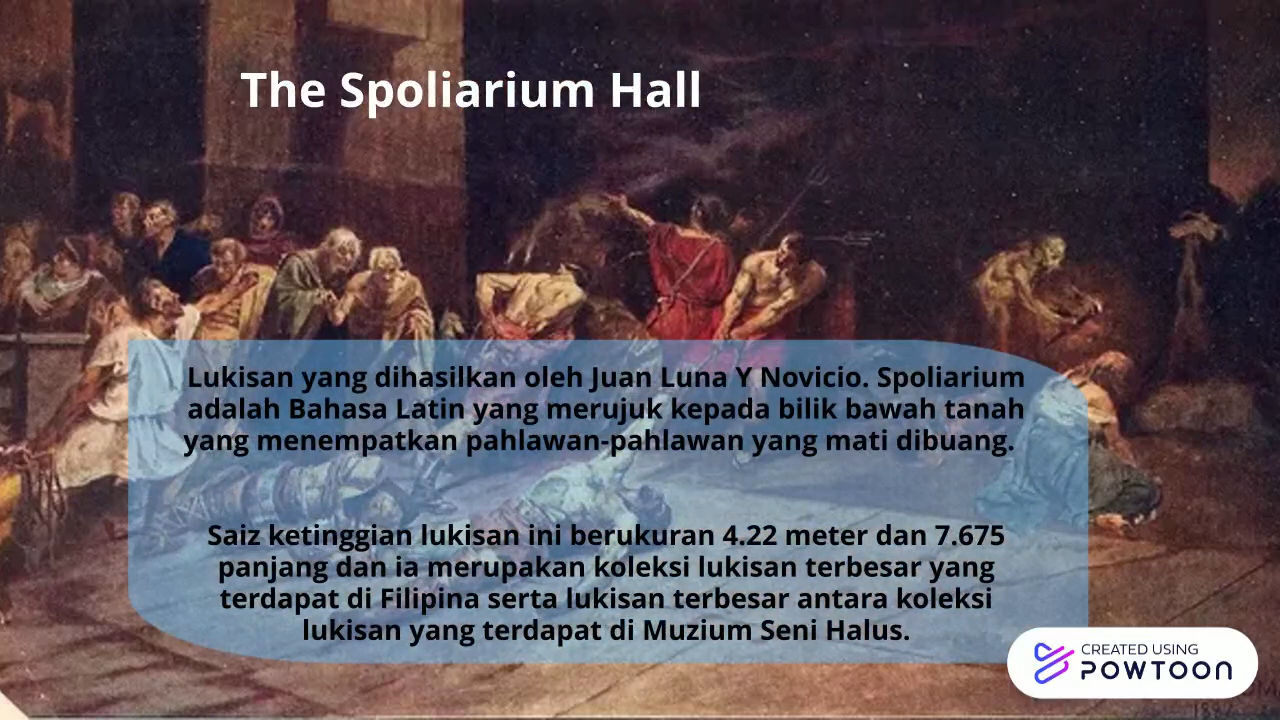 The Spoliarium Hall
Lukisan yang dihasilkan oleh Juan Luna Y Novicio. Spoliarium
adalah Bahasa Latin yang merujuk kepada bilik bawah tanah
yang menempatkan pahlawan-pahlawan yang mati dibuang.
Saiz ketinggian lukisan ini berukuran 4.22 meter dan 7.675
panjang dan ia merupakan koleksi lukisan terbesar yang
terdapat di Filipina serta lukisan terbesar antara koleksi
lukisan yang terdapat di Muzium Seni Halus.
CREATED USING
POWTOON